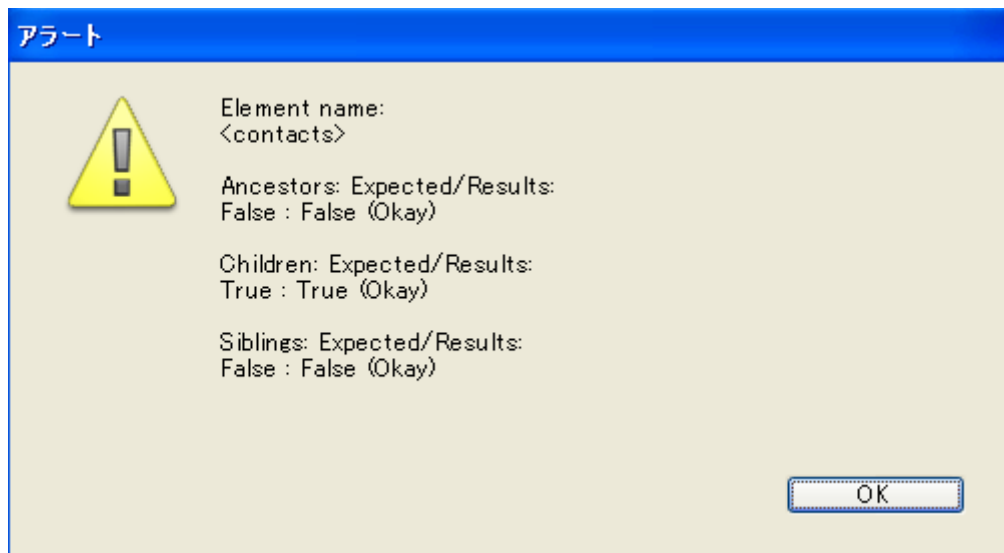 アラート
Element name:
<contacts>
Ancestors: Expected/Results:
False : False (Okay)
Children: Expected/Results:
True : True (Okay)
Siblings: Expected/Results:
False : False (Okay)
OK